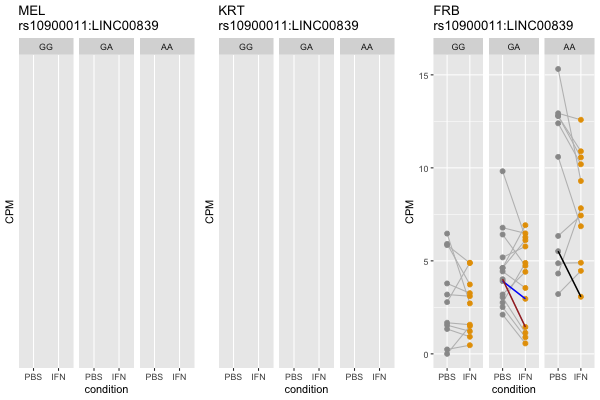 MEL
rs10900011:LINC00839
GG GA AA
CPM
PBS IFN PBS IFN PBS IFN
condition
KRT
rs10900011:LINC00839
GG GA AA
CPM
PBS IFN PBS IFN PBS IFN
condition
FRB
rs10900011:LINC00839
GG GA AA
15
10
5
0
CPM
PBS IFN PBS IFN PBS IFN
condition